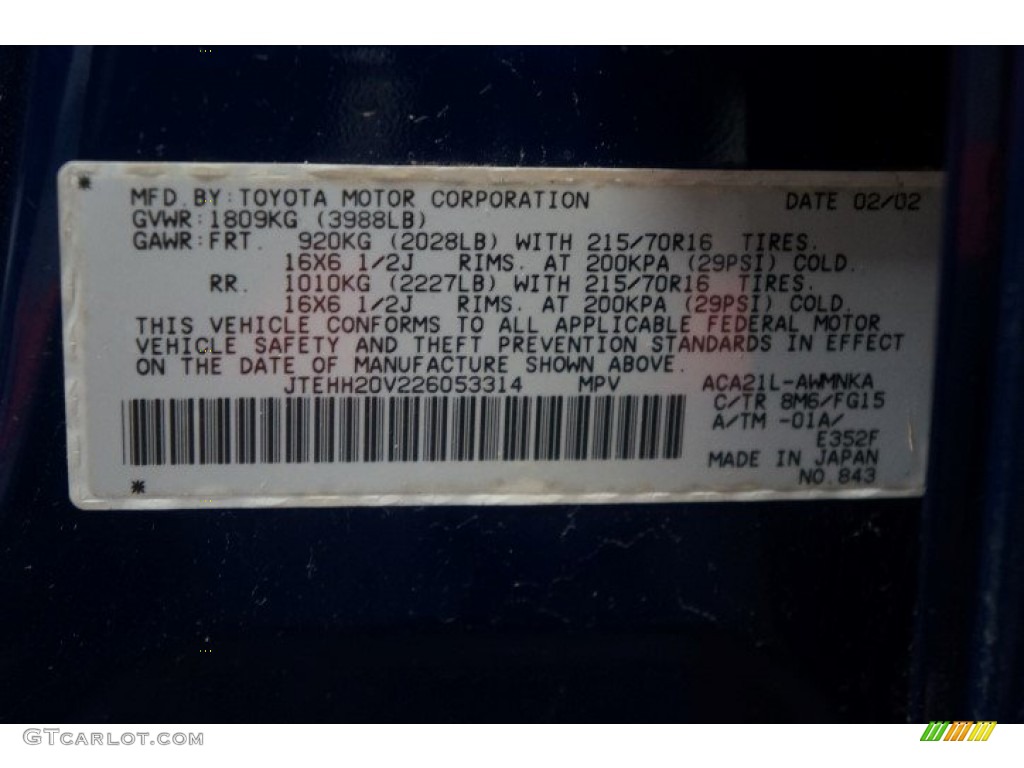 MFD. BY: TOYOTA MOTOR CORPORATION DATE 02/02
GVWR: 1809KG (3988LB)
GAWR: FRT. 920KG (2028LB) WITH 215/70R16 TIRES.
16X6 1/2J RIMS. AT 200KPA (29PSI) COLD.
RR. 1010KG (2227LB) WITH 215/70R16 TIRES.
16X6 1/2J RIMS. AT 200KPA (29PSI) COLD.
THIS VEHICLE CONFORMS TO ALL APPLICABLE FEDERAL MOTOR
VEHICLE SAFETY AND THEFT PREVENTION STANDARDS IN EFFECT
ON THE DATE OF MANUFACTURE SHOWN ABOVE.
JTEHH20V226053314 MPV ACA21L-AWMNKA
C/TR 8M6/FG15
A/TM -01A/
E352F
MADE IN JAPAN
NO. 843
GTCARLOT.COM